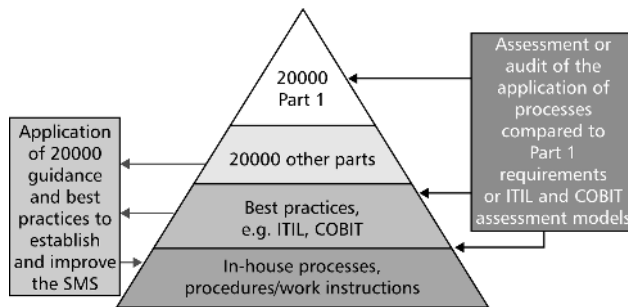 20000
Part 1
20000 other parts
Best practices,
e.g. ITIL, COBIT
In-house processes,
procedures/work instructions
Application
of 20000
guidance
and best
practices to
establish
and improve
the SMS
Assessment or
audit of the
application of
processes
compared to
Part 1
requirements
or ITIL and COBIT
assessment models